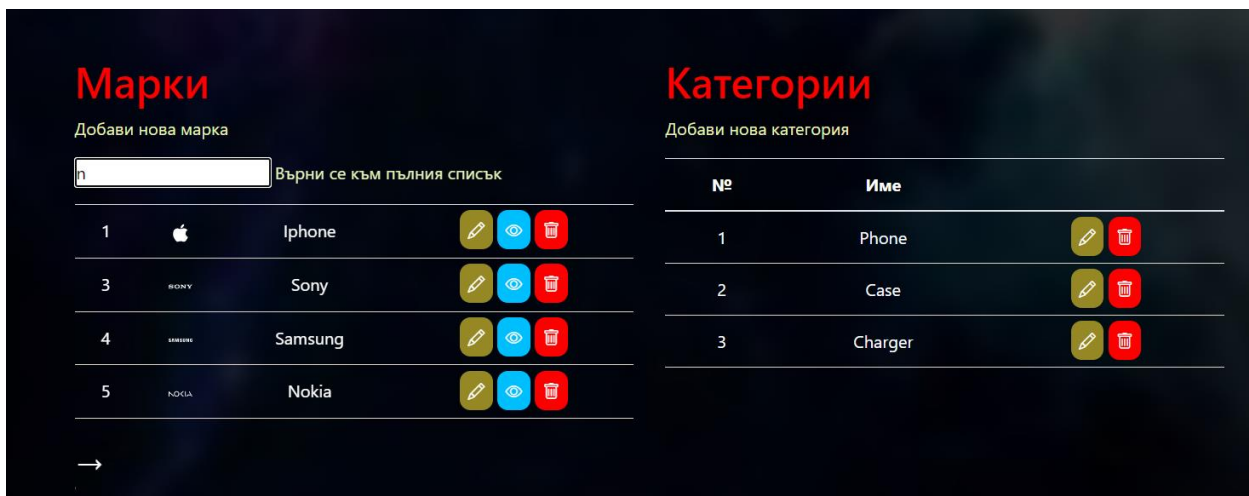 Марки
Добави нова марка
n Върни се към пълния списък
1 Iphone
3 SONY Sony
4 SAMSUNG Samsung
5 NOKIA Nokia
Категории
Добави нова категория
№ Име
1 Phone
2 Case
3 Charger